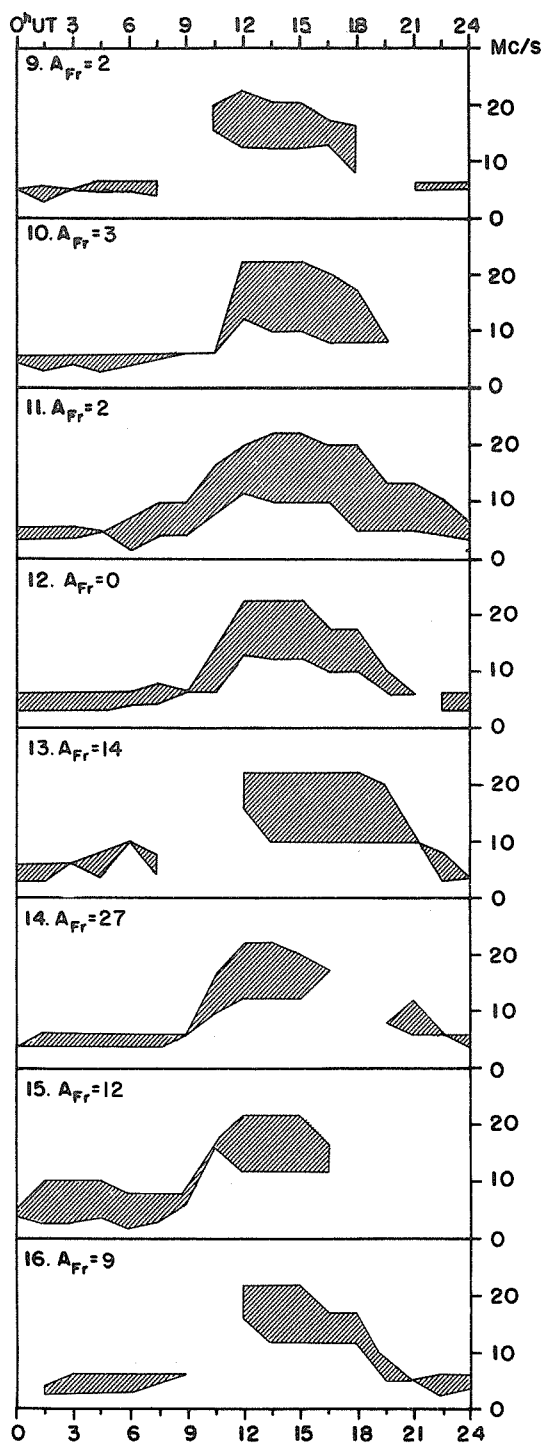 0ʰUT 3 6 9 12 15 18 21 24
Mc/s
9. A_Fr=2
20
10
0
10. A_Fr=3
20
10
0
11. A_Fr=2
20
10
0
12. A_Fr=0
20
10
0
13. A_Fr=14
20
10
0
14. A_Fr=27
20
10
0
15. A_Fr=12
20
10
0
16. A_Fr=9
20
10
0
0 3 6 9 12 15 18 21 24